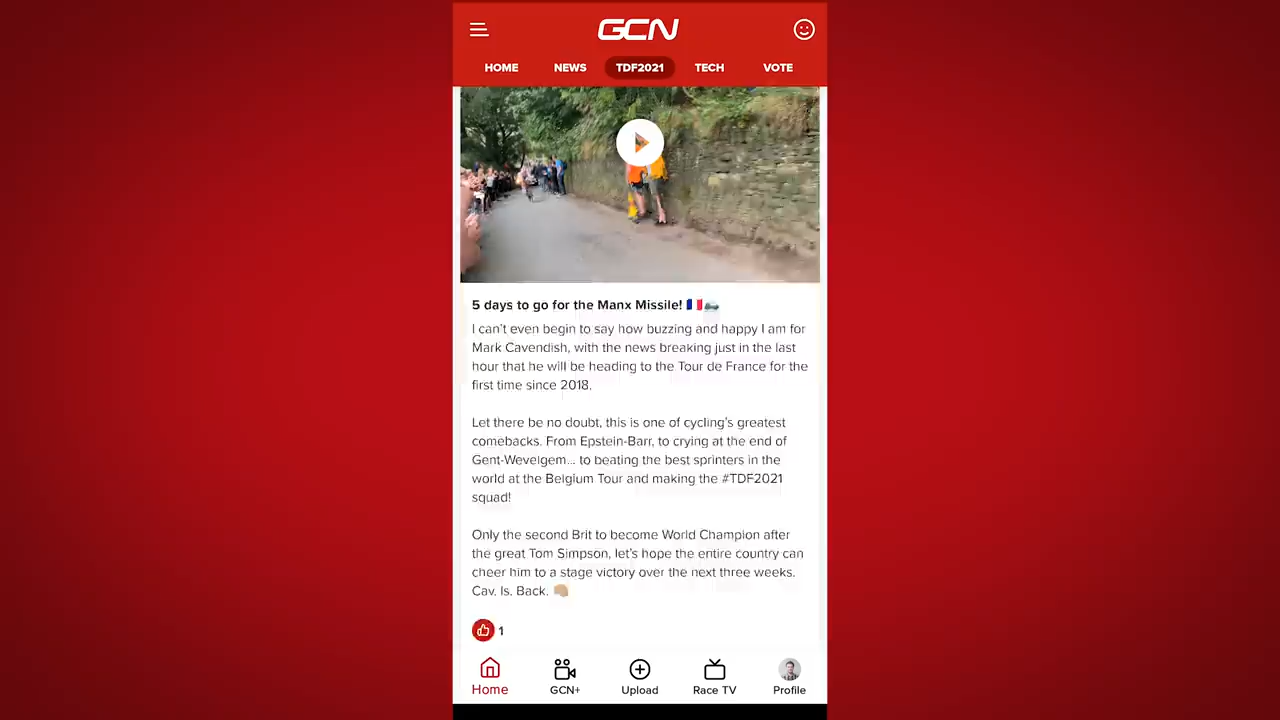 GCN
HOME NEWS TDF2021 TECH VOTE
5 days to go for the Manx Missile! 🇫🇷
I can't even begin to say how buzzing and happy I am for
Mark Cavendish, with the news breaking just in the last
hour that he will be heading to the Tour de France for the
first time since 2018.
Let there be no doubt, this is one of cycling's greatest
comebacks. From Epstein-Barr, to crying at the end of
Gent-Wevelgem... to beating the best sprinters in the
world at the Belgium Tour and making the #TDF2021
squad!
Only the second Brit to become World Champion after
the great Tom Simpson, let's hope the entire country can
cheer him to a stage victory over the next three weeks.
Cav. Is. Back.
1
Home GCN+ Upload Race TV Profile